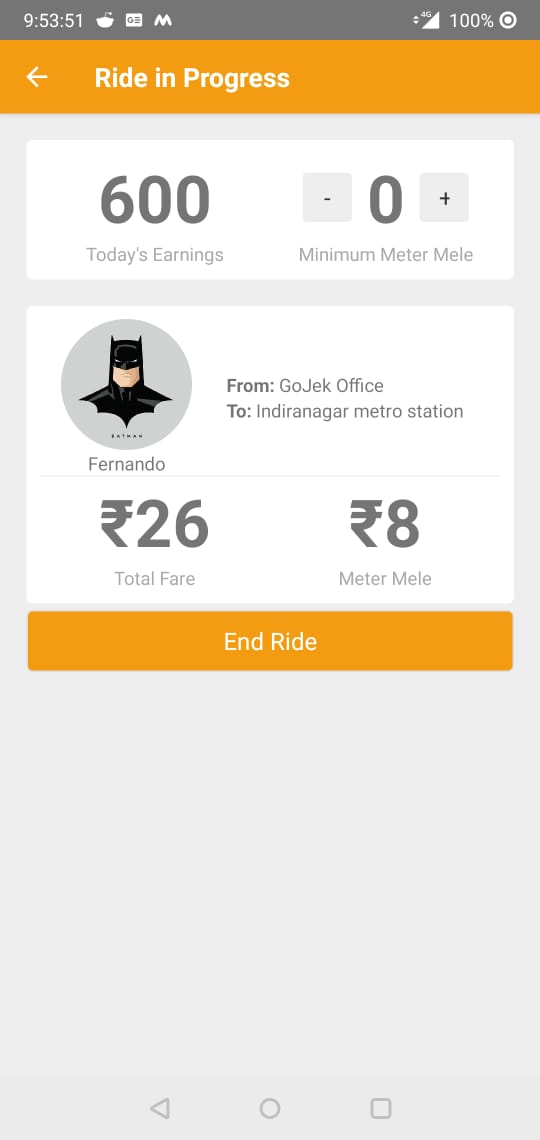 9:53:51 GE 4G 100%
Ride in Progress
600 - 0 +
Today's Earnings Minimum Meter Mele
From: GoJek Office
To: Indiranagar metro station
BATMAN
Fernando
₹26 ₹8
Total Fare Meter Mele
End Ride